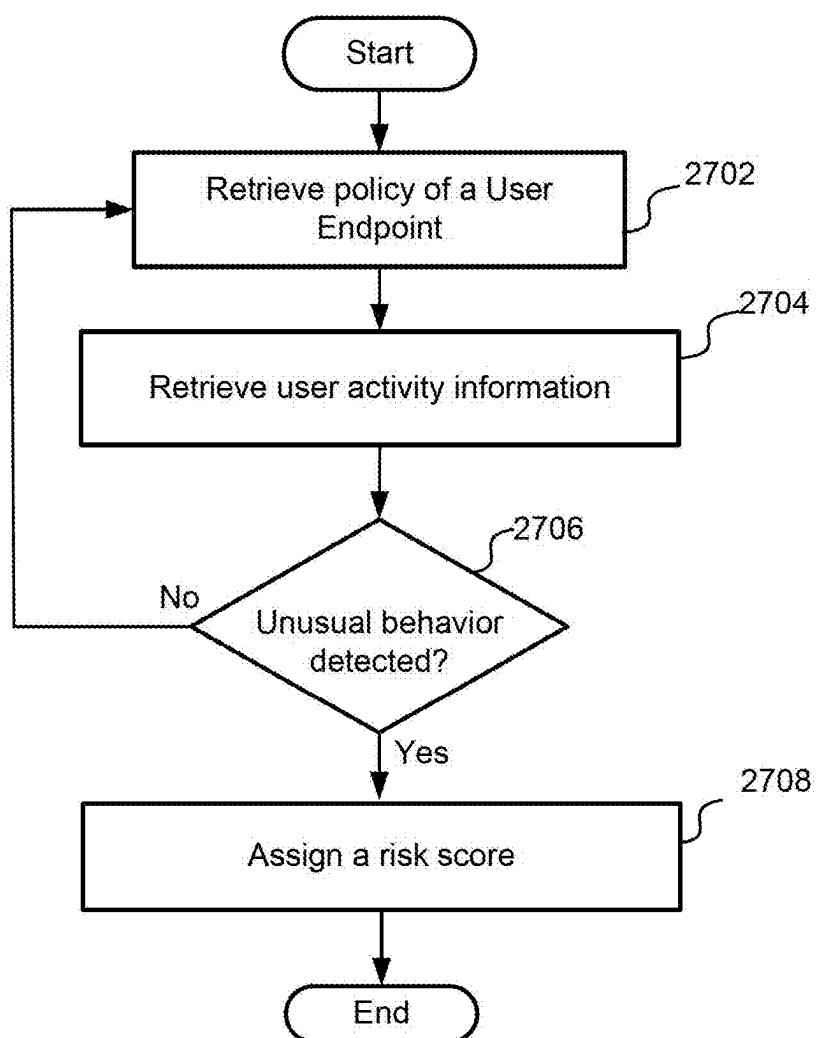 Start
Retrieve policy of a User
Endpoint
2702
2704
Retrieve user activity information
2706
No
Unusual behavior
detected?
Yes
2708
Assign a risk score
End